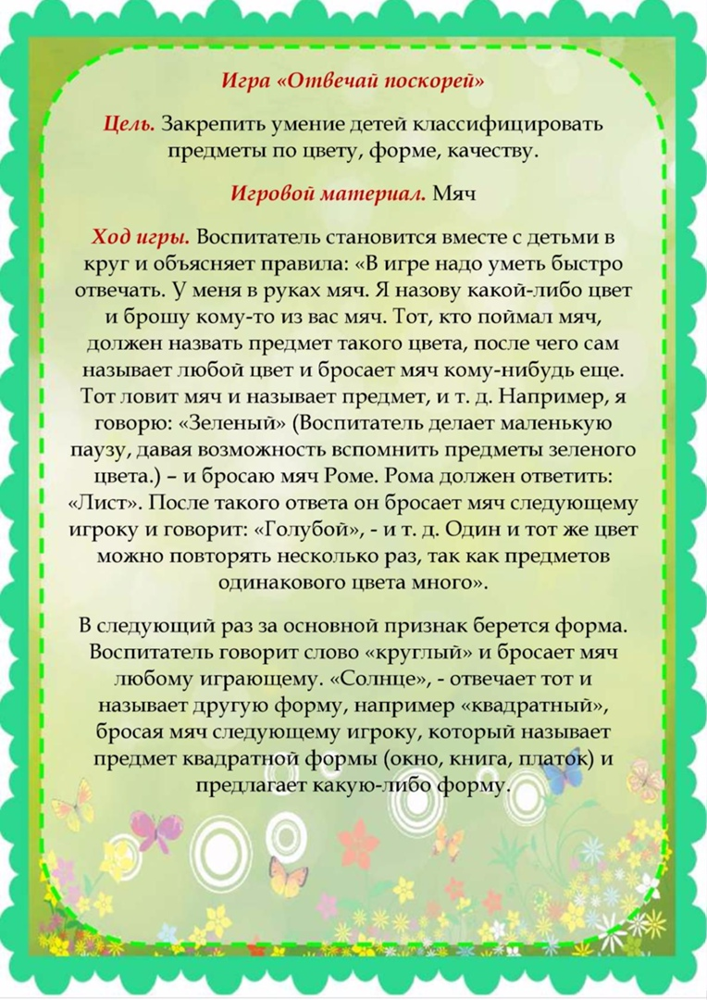 Игра «Отвечай поскорей»
Цель. Закрепить умение детей классифицировать
предметы по цвету, форме, качеству.
Игровой материал. Мяч
Ход игры. Воспитатель становится вместе с детьми в
круг и объясняет правила: «В игре надо уметь быстро
отвечать. У меня в руках мяч. Я назову какой-либо цвет
и брошу кому-то из вас мяч. Тот, кто поймал мяч,
должен назвать предмет такого цвета, после чего сам
называет любой цвет и бросает мяч кому-нибудь еще.
Тот ловит мяч и называет предмет, и т. д. Например, я
говорю: «Зеленый» (Воспитатель делает маленькую
паузу, давая возможность вспомнить предметы зеленого
цвета.) – и бросаю мяч Роме. Рома должен ответить:
«Лист». После такого ответа он бросает мяч следующему
игроку и говорит: «Голубой», - и т. д. Один и тот же цвет
можно повторять несколько раз, так как предметов
одинакового цвета много».
В следующий раз за основной признак берется форма.
Воспитатель говорит слово «круглый» и бросает мяч
любому играющему. «Солнце», - отвечает тот и
называет другую форму, например «квадратный»,
бросая мяч следующему игроку, который называет
предмет квадратной формы (окно, книга, платок) и
предлагает какую-либо форму.